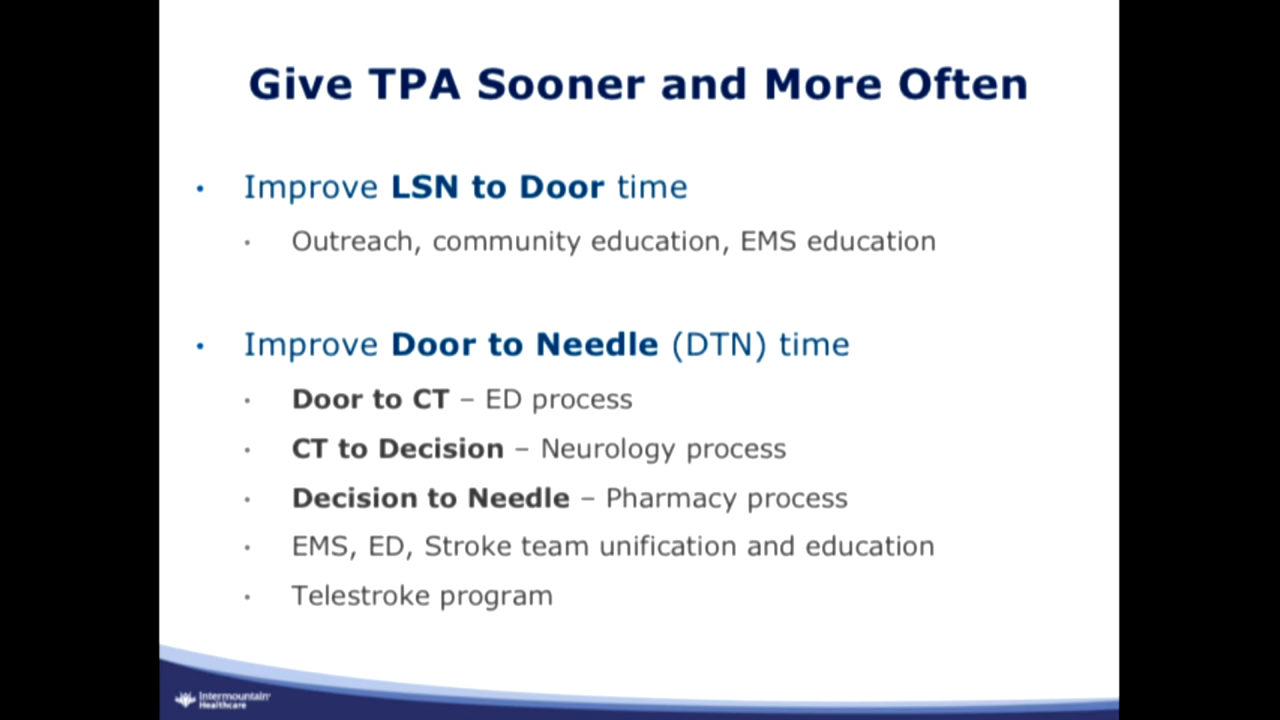 Give TPA Sooner and More Often
• Improve LSN to Door time
• Outreach, community education, EMS education
• Improve Door to Needle (DTN) time
• Door to CT – ED process
• CT to Decision – Neurology process
• Decision to Needle – Pharmacy process
• EMS, ED, Stroke team unification and education
• Telestroke program
Intermountain
Healthcare